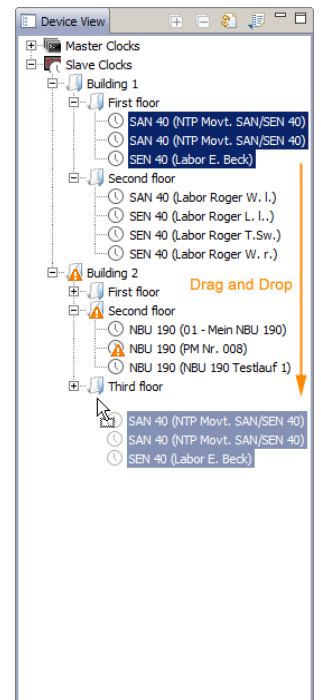 Device View
Master Clocks
Slave Clocks
Building 1
First floor
SAN 40 (NTP Movt. SAN/SEN 40)
SAN 40 (NTP Movt. SAN/SEN 40)
SEN 40 (Labor E. Beck)
Second floor
SAN 40 (Labor Roger W. l.)
SEN 40 (Labor Roger L. l..)
SEN 40 (Labor Roger T.Sw.)
SEN 40 (Labor Roger W. r.)
Building 2
First floor
Drag and Drop
Second floor
NBU 190 (01 - Mein NBU 190)
NBU 190 (PM Nr. 008)
NBU 190 (NBU 190 Testlauf 1)
Third floor
SAN 40 (NTP Movt. SAN/SEN 40)
SAN 40 (NTP Movt. SAN/SEN 40)
SEN 40 (Labor E. Beck)